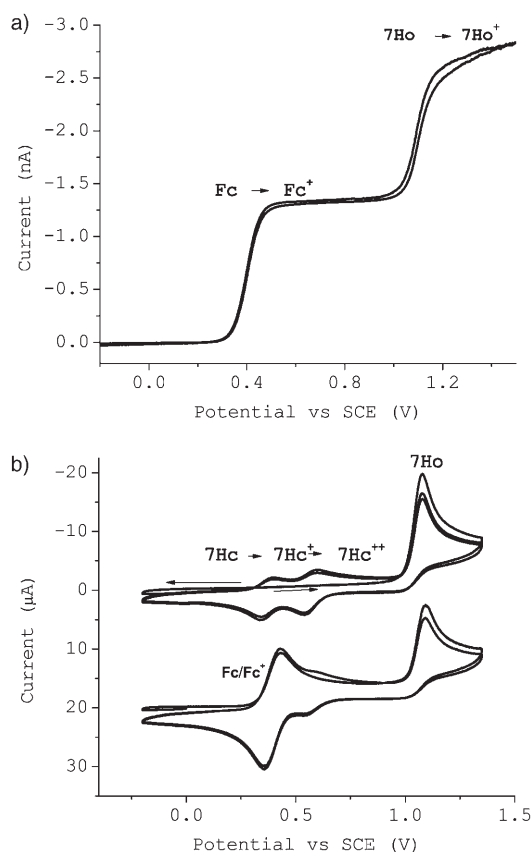 a)
-3.0
7Ho → 7Ho+
-2.5
-2.0
-1.5
Fc → Fc+
-1.0
-0.5
0.0
Current (nA)
0.0 0.4 0.8 1.2
Potential vs SCE (V)
b)
-20
7Ho
-10
7Hc → 7Hc+ → 7Hc++
0
10
Fc/Fc+
20
30
Current (µA)
0.0 0.5 1.0 1.5
Potential vs SCE (V)